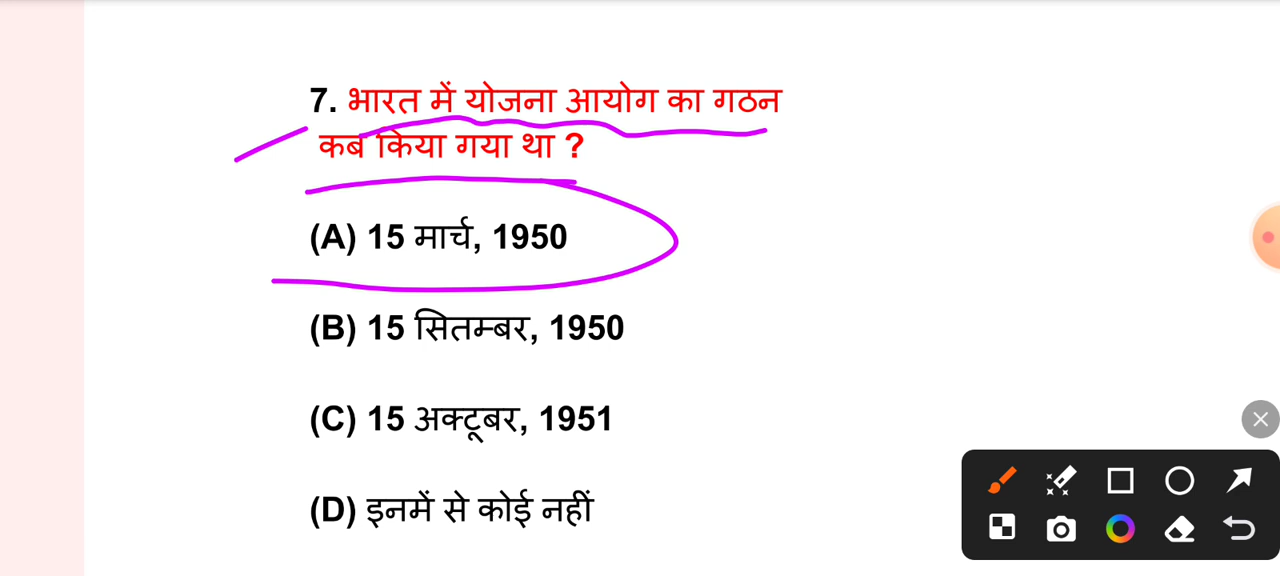 7. भारत में योजना आयोग का गठन
कब किया गया था ?
(A) 15 मार्च, 1950
(B) 15 सितम्बर, 1950
(C) 15 अक्टूबर, 1951
(D) इनमें से कोई नहीं